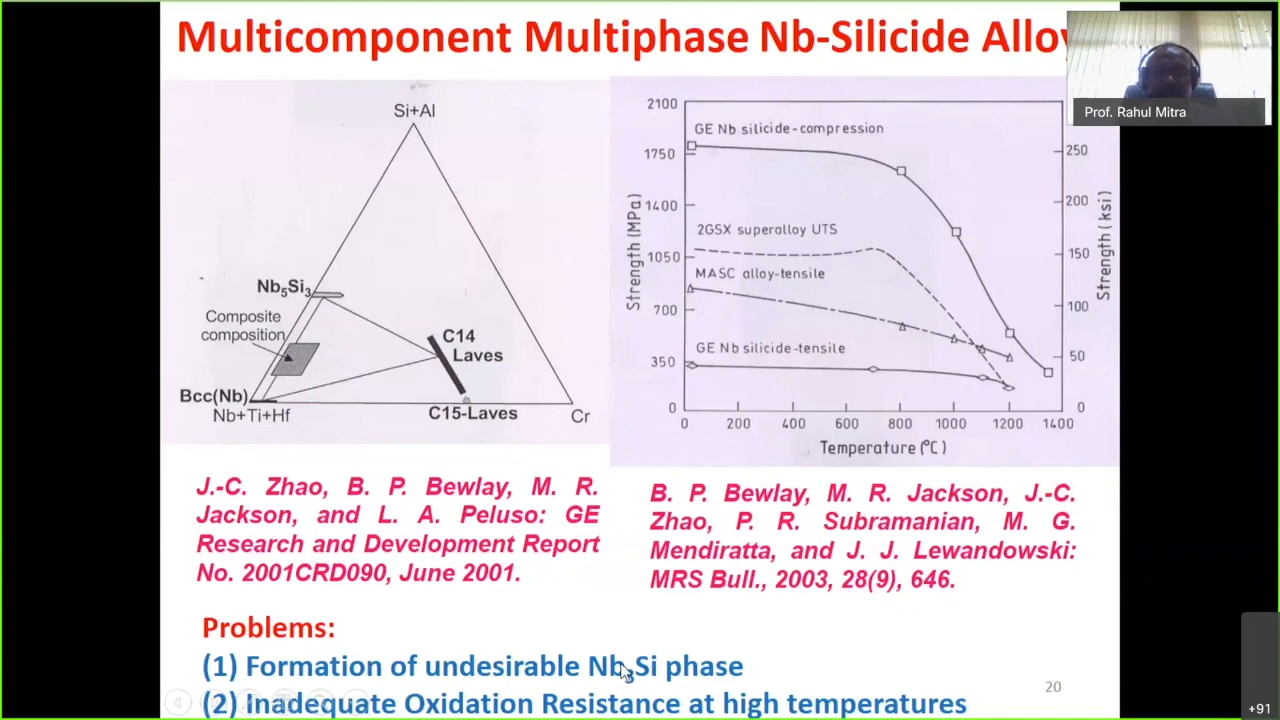 Multicomponent Multiphase Nb-Silicide Alloy
Prof. Rahul Mitra
Si+Al
Nb5Si3
Composite
composition
C14
Laves
Bcc(Nb)
Nb+Ti+Hf
C15-Laves
Cr
2100
1750
1400
1050
700
350
0
Strength (MPa)
GE Nb silicide-compression
2GSX superalloy UTS
MASC alloy-tensile
GE Nb silicide-tensile
250
200
150
100
50
0
Strength (ksi)
0 200 400 600 800 1000 1200 1400
Temperature (°C)
J.-C. Zhao, B. P. Bewlay, M. R.
Jackson, and L. A. Peluso: GE
Research and Development Report
No. 2001CRD090, June 2001.
B. P. Bewlay, M. R. Jackson, J.-C.
Zhao, P. R. Subramanian, M. G.
Mendiratta, and J. J. Lewandowski:
MRS Bull., 2003, 28(9), 646.
Problems:
(1) Formation of undesirable Nb3Si phase
(2) Inadequate Oxidation Resistance at high temperatures
20
+91